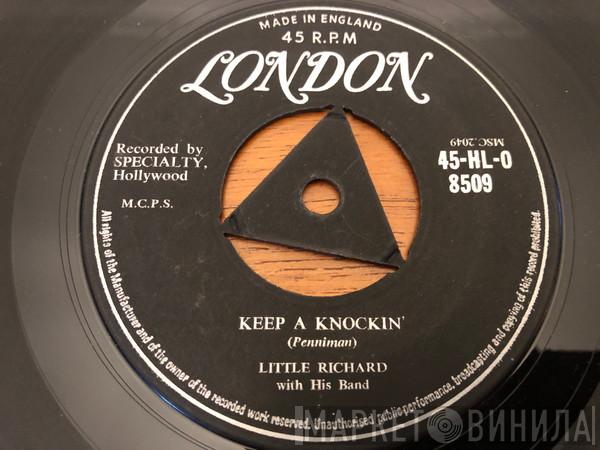 MADE IN ENGLAND
45 R.P.M
LONDON
Recorded by
SPECIALTY,
Hollywood
M.C.P.S.
MSC.2049
45-HL-O
8509
KEEP A KNOCKIN'
(Penniman)
LITTLE RICHARD
with His Band
All rights of the Manufacturer and of the owner of the recorded work reserved. Unauthorised public performance, broadcasting and copying of this record prohibited.
МАРКЕТ ВИНИЛА